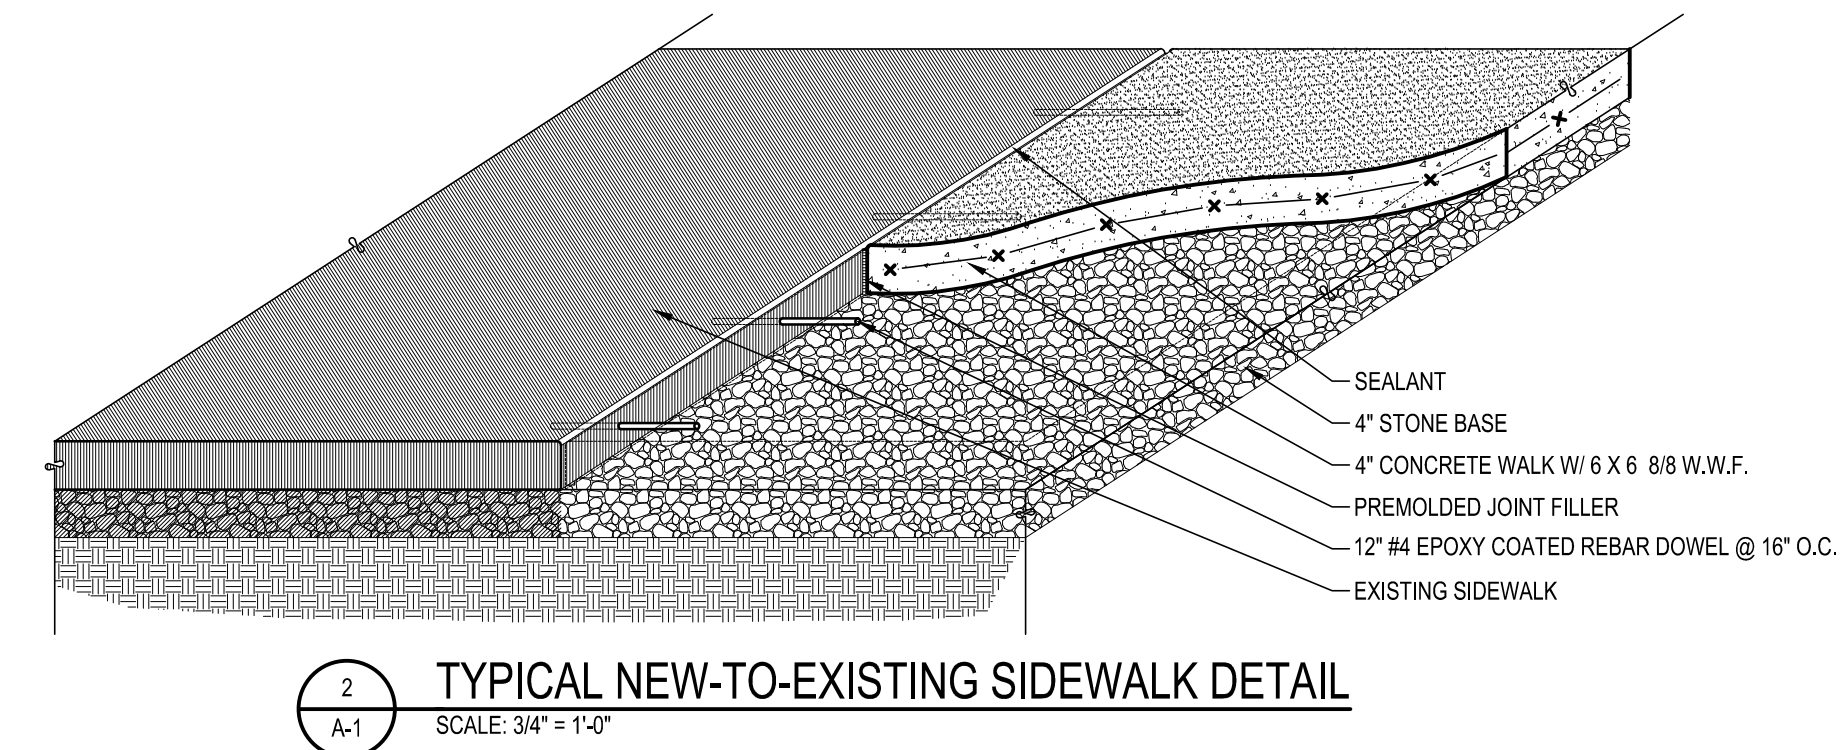 SEALANT
4" STONE BASE
4" CONCRETE WALK W/ 6 X 6 8/8 W.W.F.
PREMOLDED JOINT FILLER
12" #4 EPOXY COATED REBAR DOWEL @ 16" O.C.
EXISTING SIDEWALK
2
A-1
TYPICAL NEW-TO-EXISTING SIDEWALK DETAIL
SCALE: 3/4" = 1'-0"